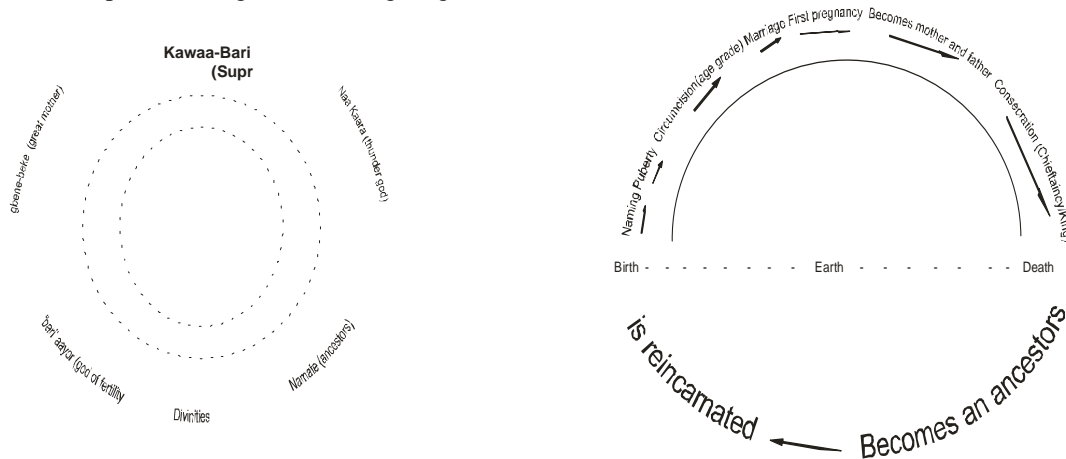 Kawaa-Bari
(Supr
gbene-beke (great mother)
Naa Kaara (thunder god)
'bari' aayor (god of fertility
Namate (ancestors)
Divinities
Naming
Puberty
Circumcision(age grade)
Marriage
First pregnancy
Becomes mother and father
Consecration (Chieftaincy/King
Birth
Earth
Death
Becomes an ancestors
is reincarnated